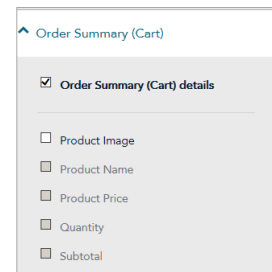 Order Summary (Cart)
Order Summary (Cart) details
Product Image
Product Name
Product Price
Quantity
Subtotal